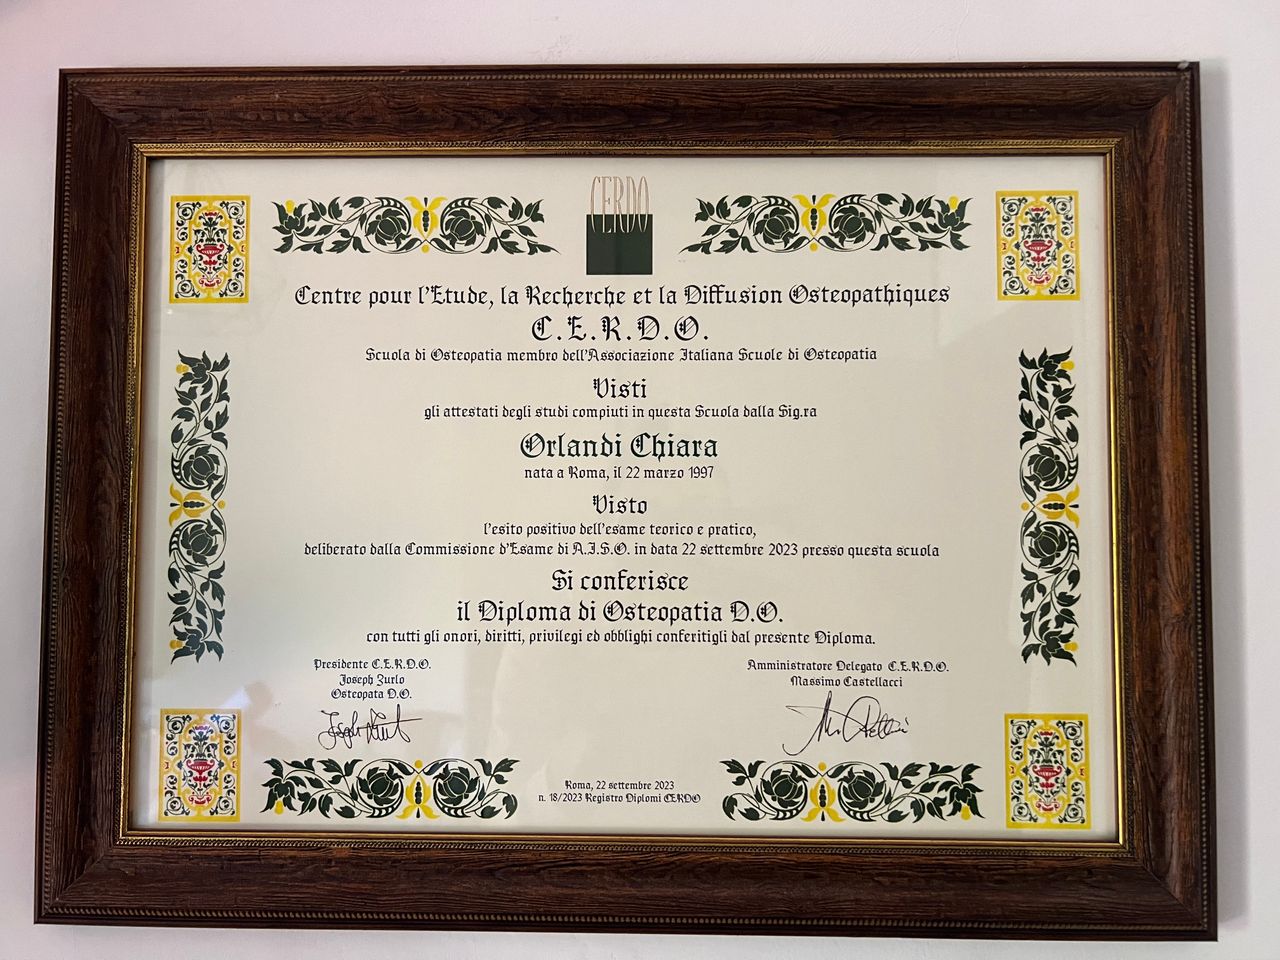 CERDO
Centre pour l'Etude, la Recherche et la Diffusion Osteopathiques
C.E.R.D.O.
Scuola di Osteopatia membro dell'Associazione Italiana Scuole di Osteopatia
Visti
gli attestati degli studi compiuti in questa Scuola dalla Sig.ra
Orlandi Chiara
nata a Roma, il 22 marzo 1997
Visto
l'esito positivo dell'esame teorico e pratico,
deliberato dalla Commissione d'Esame di A.I.S.O. in data 22 settembre 2023 presso questa scuola
Si conferisce
il Diploma di Osteopatia D.O.
con tutti gli onori, diritti, privilegi ed obblighi conferitigli dal presente Diploma.
Presidente C.E.R.D.O.
Joseph Zurlo
Osteopata D.O.
Amministratore Delegato C.E.R.D.O.
Massimo Castellacci
Roma, 22 settembre 2023
n. 18/2023 Registro Diplomi CERDO